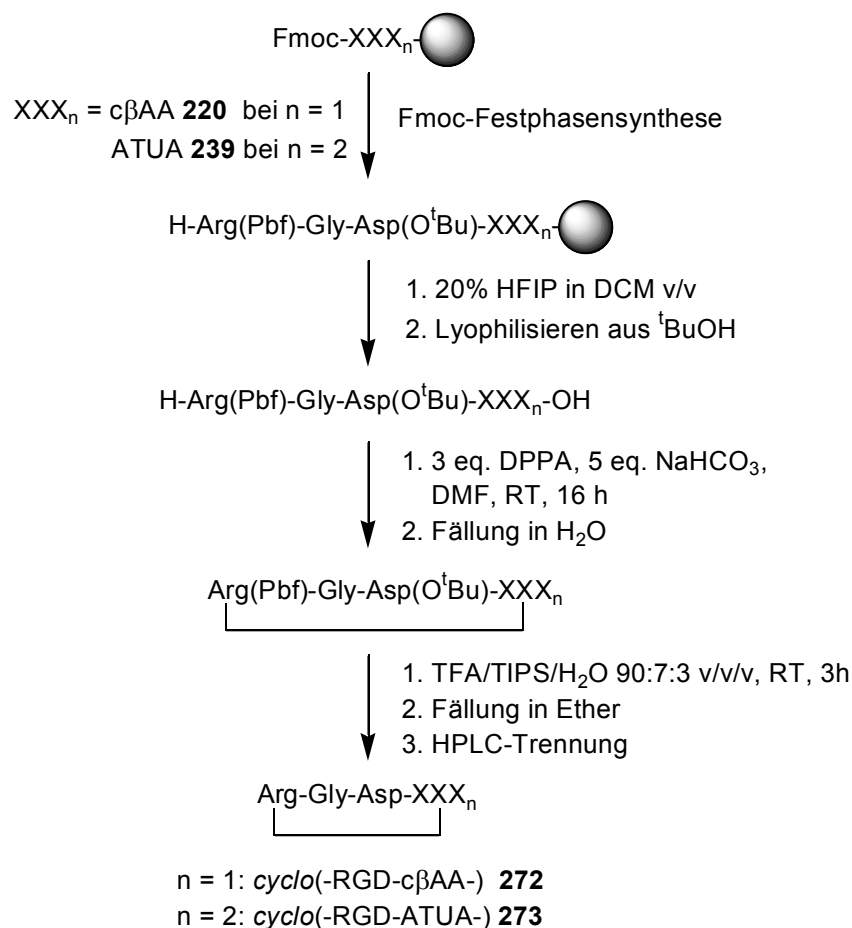 Fmoc-XXXₙ-
XXXₙ = cβAA 220 bei n = 1
ATUA 239 bei n = 2
Fmoc-Festphasensynthese
H-Arg(Pbf)-Gly-Asp(OᵗBu)-XXXₙ-
1. 20% HFIP in DCM v/v
2. Lyophilisieren aus ᵗBuOH
H-Arg(Pbf)-Gly-Asp(OᵗBu)-XXXₙ-OH
1. 3 eq. DPPA, 5 eq. NaHCO₃,
DMF, RT, 16 h
2. Fällung in H₂O
Arg(Pbf)-Gly-Asp(OᵗBu)-XXXₙ
1. TFA/TIPS/H₂O 90:7:3 v/v/v, RT, 3h
2. Fällung in Ether
3. HPLC-Trennung
Arg-Gly-Asp-XXXₙ
n = 1: cyclo(-RGD-cβAA-) 272
n = 2: cyclo(-RGD-ATUA-) 273